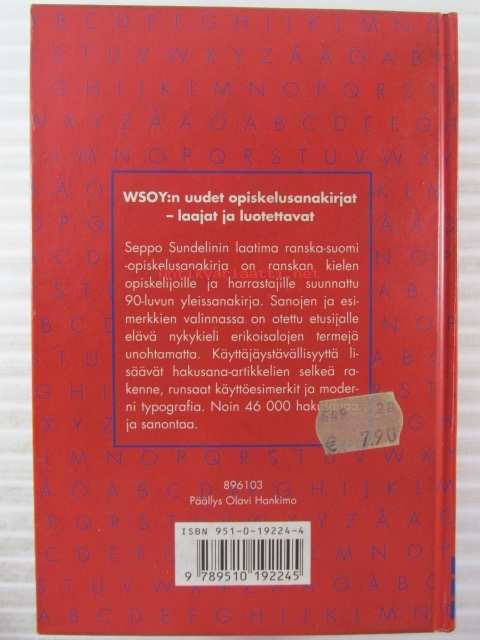 WSOY:n uudet opiskelusanakirjat
– laajat ja luotettavat
Seppo Sundelinin laatima ranska-suomi
-opiskelusanakirja on ranskan kielen
opiskelijoille ja harrastajille suunnattu
90-luvun yleissanakirja. Sanojen ja esi-
merkkien valinnassa on otettu etusijalle
elävä nykykieli erikoisalojen termejä
unohtamatta. Käyttäjäystävällisyyttä li-
säävät hakusana-artikkelien selkeä ra-
kenne, runsaat käyttöesimerkit ja moder-
ni typografia. Noin 46 000
ja sanontaa.
€ 7.90
896103
Päällys Olavi Hankimo
ISBN 951-0-19224-4
9 789510 192245